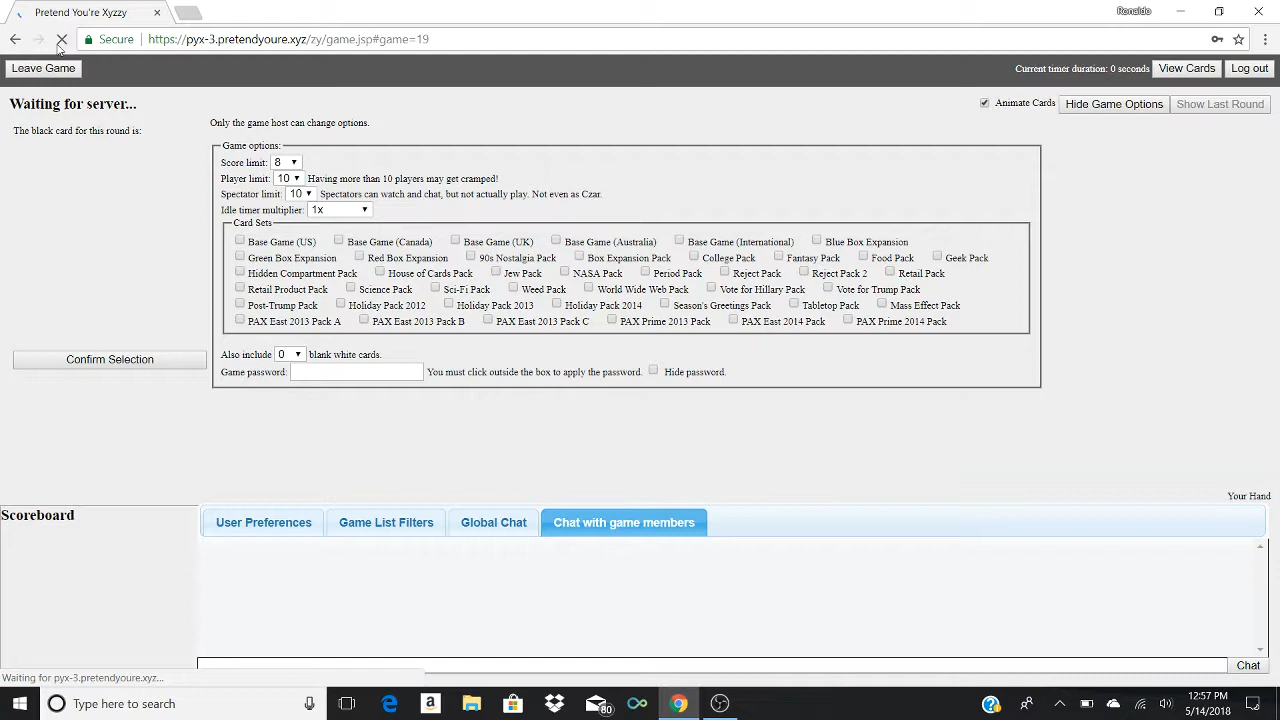 Pretend You're Xyzzy
Ronaldo
Secure https://pyx-3.pretendyoure.xyz/zy/game.jsp#game=19
Leave Game Current timer duration: 0 seconds View Cards Log out
Waiting for server... Animate Cards Hide Game Options Show Last Round
The black card for this round is: Only the game host can change options.
Game options:
Score limit: 8
Player limit: 10 Having more than 10 players may get cramped!
Spectator limit: 10 Spectators can watch and chat, but not actually play. Not even as Czar.
Idle timer multiplier: 1x
Card Sets
Base Game (US) Base Game (Canada) Base Game (UK) Base Game (Australia) Base Game (International) Blue Box Expansion
Green Box Expansion Red Box Expansion 90s Nostalgia Pack Box Expansion Pack College Pack Fantasy Pack Food Pack Geek Pack
Hidden Compartment Pack House of Cards Pack Jew Pack NASA Pack Period Pack Reject Pack Reject Pack 2 Retail Pack
Retail Product Pack Science Pack Sci-Fi Pack Weed Pack World Wide Web Pack Vote for Hillary Pack Vote for Trump Pack
Post-Trump Pack Holiday Pack 2012 Holiday Pack 2013 Holiday Pack 2014 Season's Greetings Pack Tabletop Pack Mass Effect Pack
PAX East 2013 Pack A PAX East 2013 Pack B PAX East 2013 Pack C PAX Prime 2013 Pack PAX East 2014 Pack PAX Prime 2014 Pack
Also include 0 blank white cards.
Confirm Selection
Game password: You must click outside the box to apply the password. Hide password.
Your Hand
Scoreboard
User Preferences Game List Filters Global Chat Chat with game members
Chat
Waiting for pyx-3.pretendyoure.xyz...
Type here to search
80
12:57 PM
5/14/2018